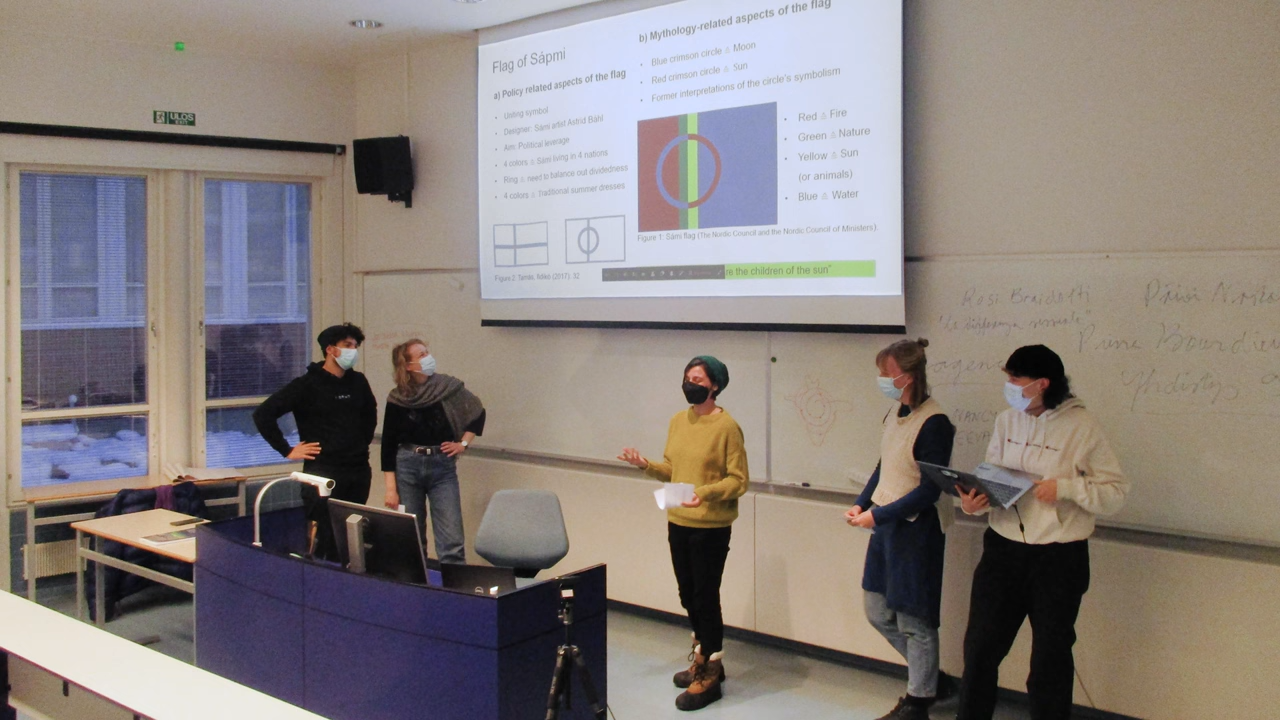 ULOS
Flag of Sápmi
a) Policy related aspects of the flag
• Uniting symbol
• Designer: Sámi artist Astrid Båhl
• Aim: Political leverage
• 4 colors ≙ Sámi living in 4 nations
• Ring ≙ need to balance out dividedness
• 4 colors ≙ Traditional summer dresses
Figure 2: Tamás, Ildikó (2017): 32
b) Mythology-related aspects of the flag
• Blue crimson circle ≙ Moon
• Red crimson circle ≙ Sun
• Former interpretations of the circle's symbolism
• Red ≙ Fire
• Green ≙ Nature
• Yellow ≙ Sun
(or animals)
• Blue ≙ Water
Figure 1: Sámi flag (The Nordic Council and the Nordic Council of Ministers).
re the children of the sun"
Rosi Braidotti